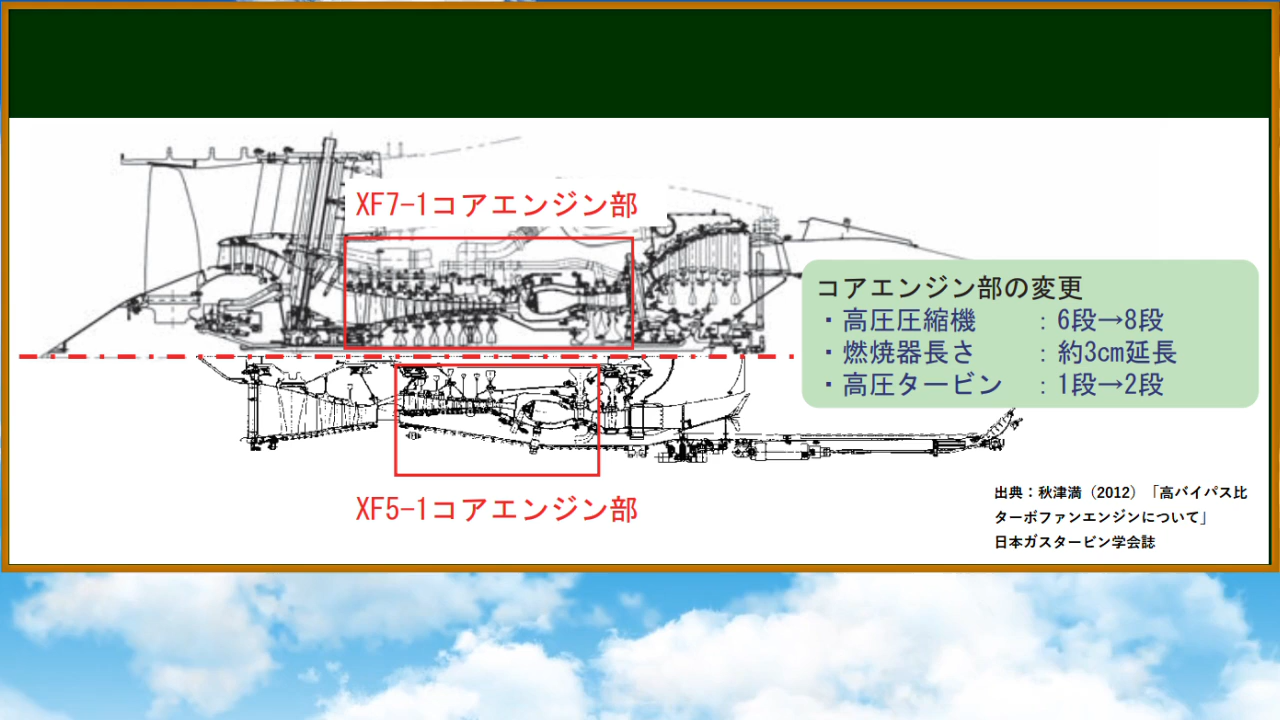 XF7-1コアエンジン部
コアエンジン部の変更
・高圧圧縮機　　：6段→8段
・燃焼器長さ　　：約3cm延長
・高圧タービン　：1段→2段
XF5-1コアエンジン部
出典：秋津満（2012）「高バイパス比
ターボファンエンジンについて」
日本ガスタービン学会誌